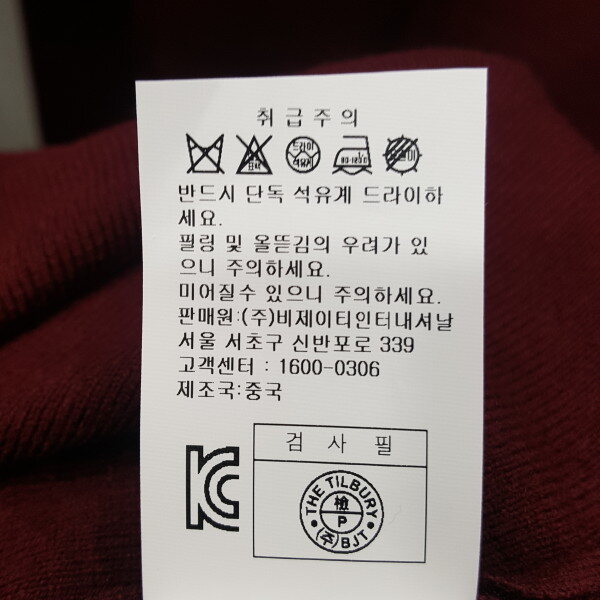 취급주의
드라이
석유계
80-120℃
반드시 단독 석유계 드라이하
세요.
필링 및 올뜯김의 우려가 있
으니 주의하세요.
미어질수 있으니 주의하세요.
판매원:(주)비제이티인터내셔날
서울 서초구 신반포로 339
고객센터 : 1600-0306
제조국:중국
검 사 필
THE TILBURY
檢
P
(주)BJT